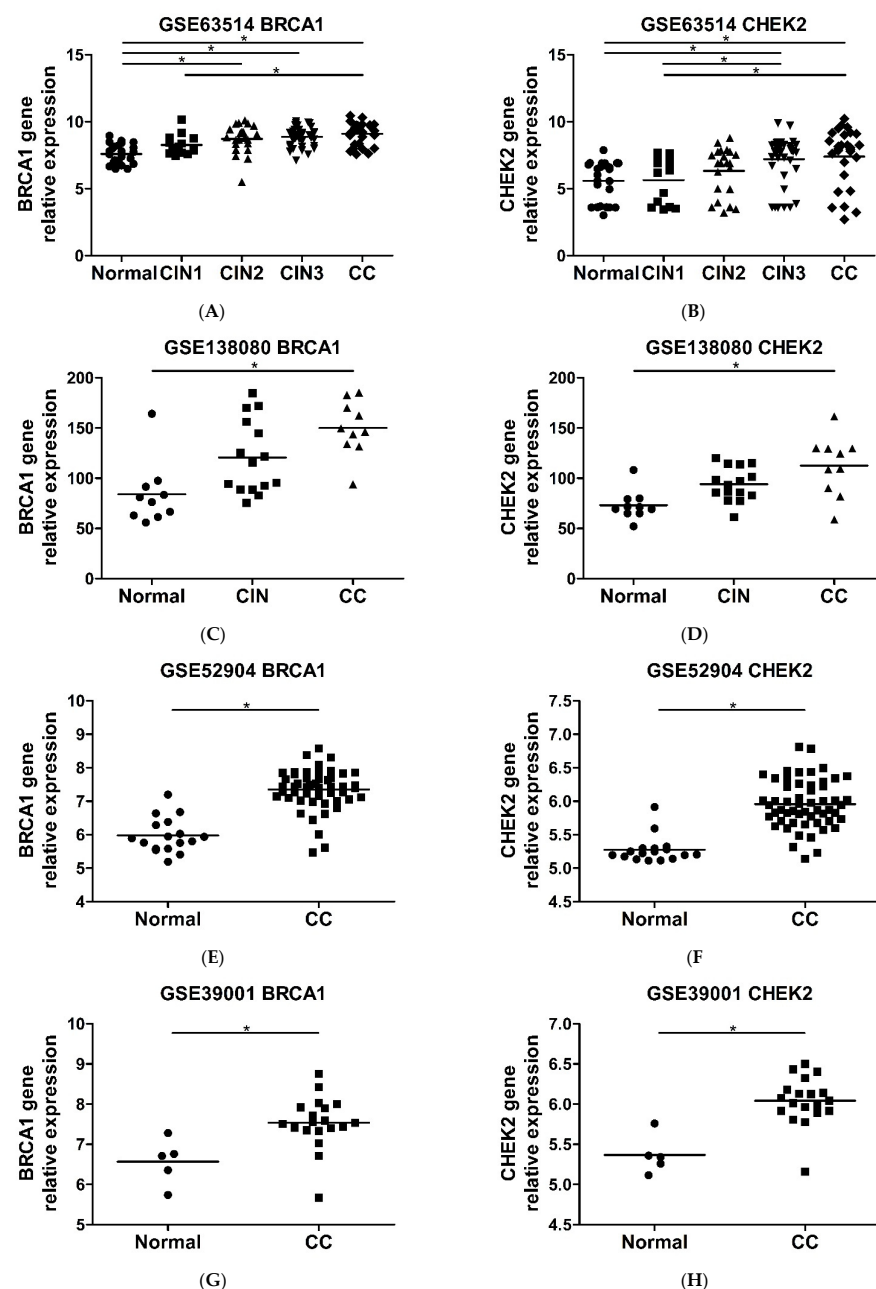 GSE63514 BRCA1
*
*
*
*
15
10
5
0
BRCA1 gene
relative expression
Normal CIN1 CIN2 CIN3 CC
(A)
GSE63514 CHEK2
*
*
*
*
15
10
5
0
CHEK2 gene
relative expression
Normal CIN1 CIN2 CIN3 CC
(B)
GSE138080 BRCA1
*
200
150
100
50
0
BRCA1 gene
relative expression
Normal CIN CC
(C)
GSE138080 CHEK2
*
200
150
100
50
0
CHEK2 gene
relative expression
Normal CIN CC
(D)
GSE52904 BRCA1
*
10
9
8
7
6
5
4
BRCA1 gene
relative expression
Normal CC
(E)
GSE52904 CHEK2
*
7.5
7.0
6.5
6.0
5.5
5.0
4.5
CHEK2 gene
relative expression
Normal CC
(F)
GSE39001 BRCA1
*
10
9
8
7
6
5
BRCA1 gene
relative expression
Normal CC
(G)
GSE39001 CHEK2
*
7.0
6.5
6.0
5.5
5.0
4.5
CHEK2 gene
relative expression
Normal CC
(H)